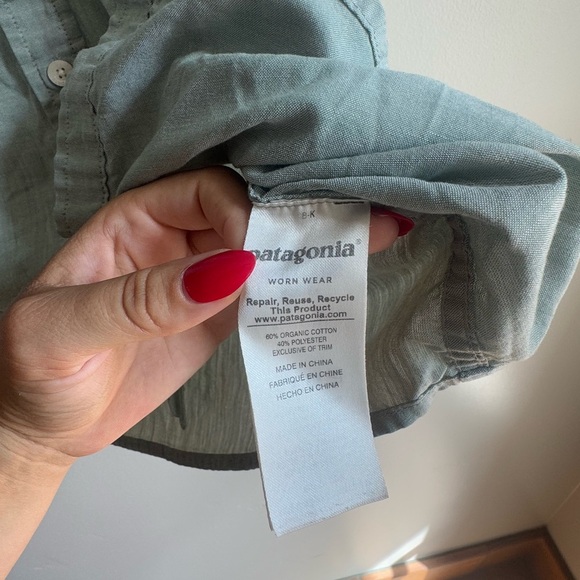 8-K
patagonia®
WORN WEAR
Repair, Reuse, Recycle
This Product
www.patagonia.com
60% ORGANIC COTTON
40% POLYESTER
EXCLUSIVE OF TRIM
MADE IN CHINA
FABRIQUÉ EN CHINE
HECHO EN CHINA